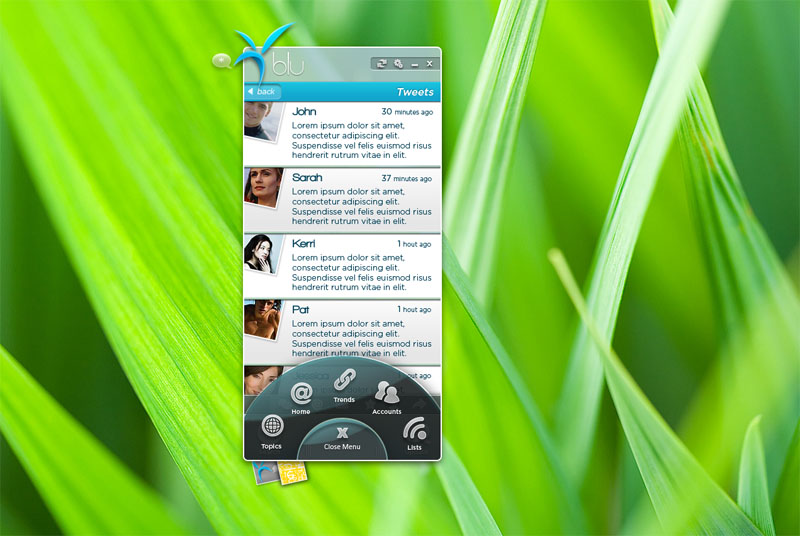 blu
back
Tweets
John
30 minutes ago
Lorem ipsum dolor sit amet,
consectetur adipiscing elit.
Suspendisse vel felis euismod risus
hendrerit rutrum vitae in elit.
Sarah
37 minutes ago
Lorem ipsum dolor sit amet,
consectetur adipiscing elit.
Suspendisse vel felis euismod risus
hendrerit rutrum vitae in elit.
Kerri
1 hout ago
Lorem ipsum dolor sit amet,
consectetur adipiscing elit.
Suspendisse vel felis euismod risus
hendrerit rutrum vitae in elit.
Pat
1 hout ago
Lorem ipsum dolor sit amet,
consectetur adipiscing elit.
Suspendisse vel felis euismod risus
hendrerit rutrum vitae in elit.
Jessica
hout ago
Trends
Home
Accounts
Topics
Close Menu
Lists